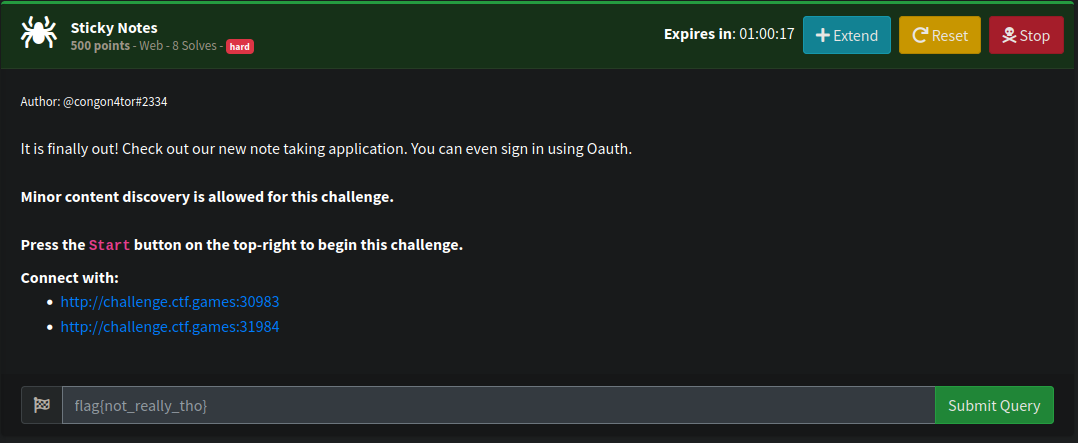 Sticky Notes
500 points - Web - 8 Solves - hard
Expires in: 01:00:17
Extend
Reset
Stop
Author: @congon4tor#2334
It is finally out! Check out our new note taking application. You can even sign in using Oauth.
Minor content discovery is allowed for this challenge.
Press the Start button on the top-right to begin this challenge.
Connect with:
• http://challenge.ctf.games:30983
• http://challenge.ctf.games:31984
flag{not_really_tho}
Submit Query